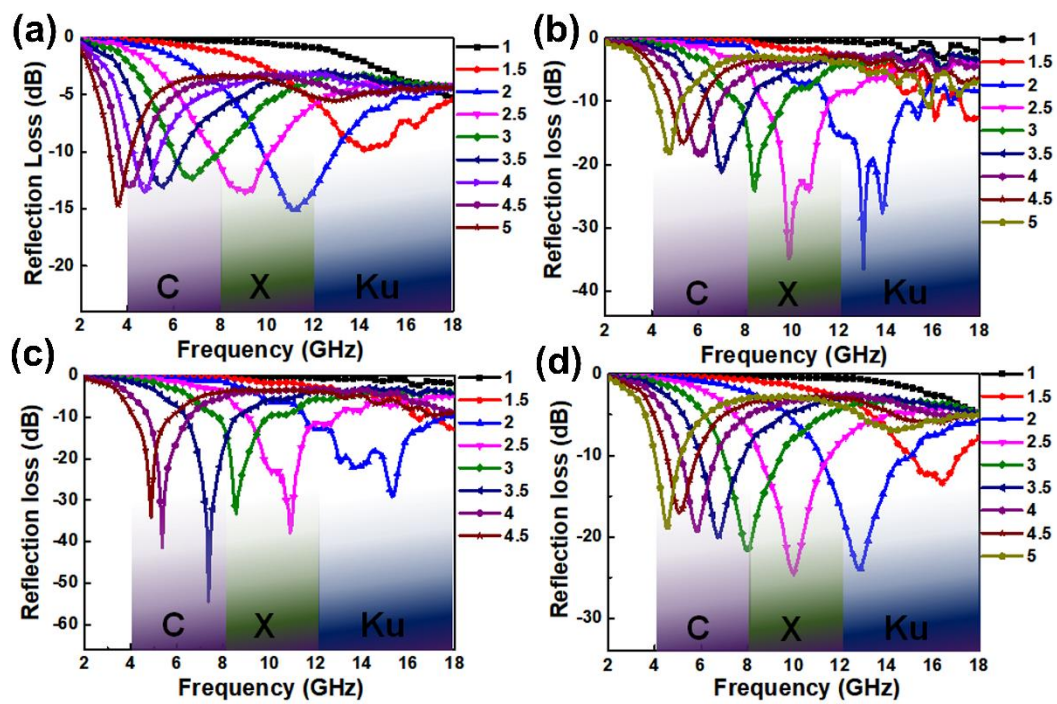 (a)
Reflection Loss (dB)
0
-5
-10
-15
-20
2 4 6 8 10 12 14 16 18
Frequency (GHz)
C X Ku
1
1.5
2
2.5
3
3.5
4
4.5
5
(b)
Reflection loss (dB)
0
-10
-20
-30
-40
2 4 6 8 10 12 14 16 18
Frequency (GHz)
C X Ku
1
1.5
2
2.5
3
3.5
4
4.5
5
(c)
Reflection loss (dB)
0
-10
-20
-30
-40
-50
-60
2 4 6 8 10 12 14 16 18
Frequency (GHz)
C X Ku
1
1.5
2
2.5
3
3.5
4
4.5
(d)
Reflection loss (dB)
0
-10
-20
-30
2 4 6 8 10 12 14 16 18
Frequency (GHz)
C X Ku
1
1.5
2
2.5
3
3.5
4
4.5
5